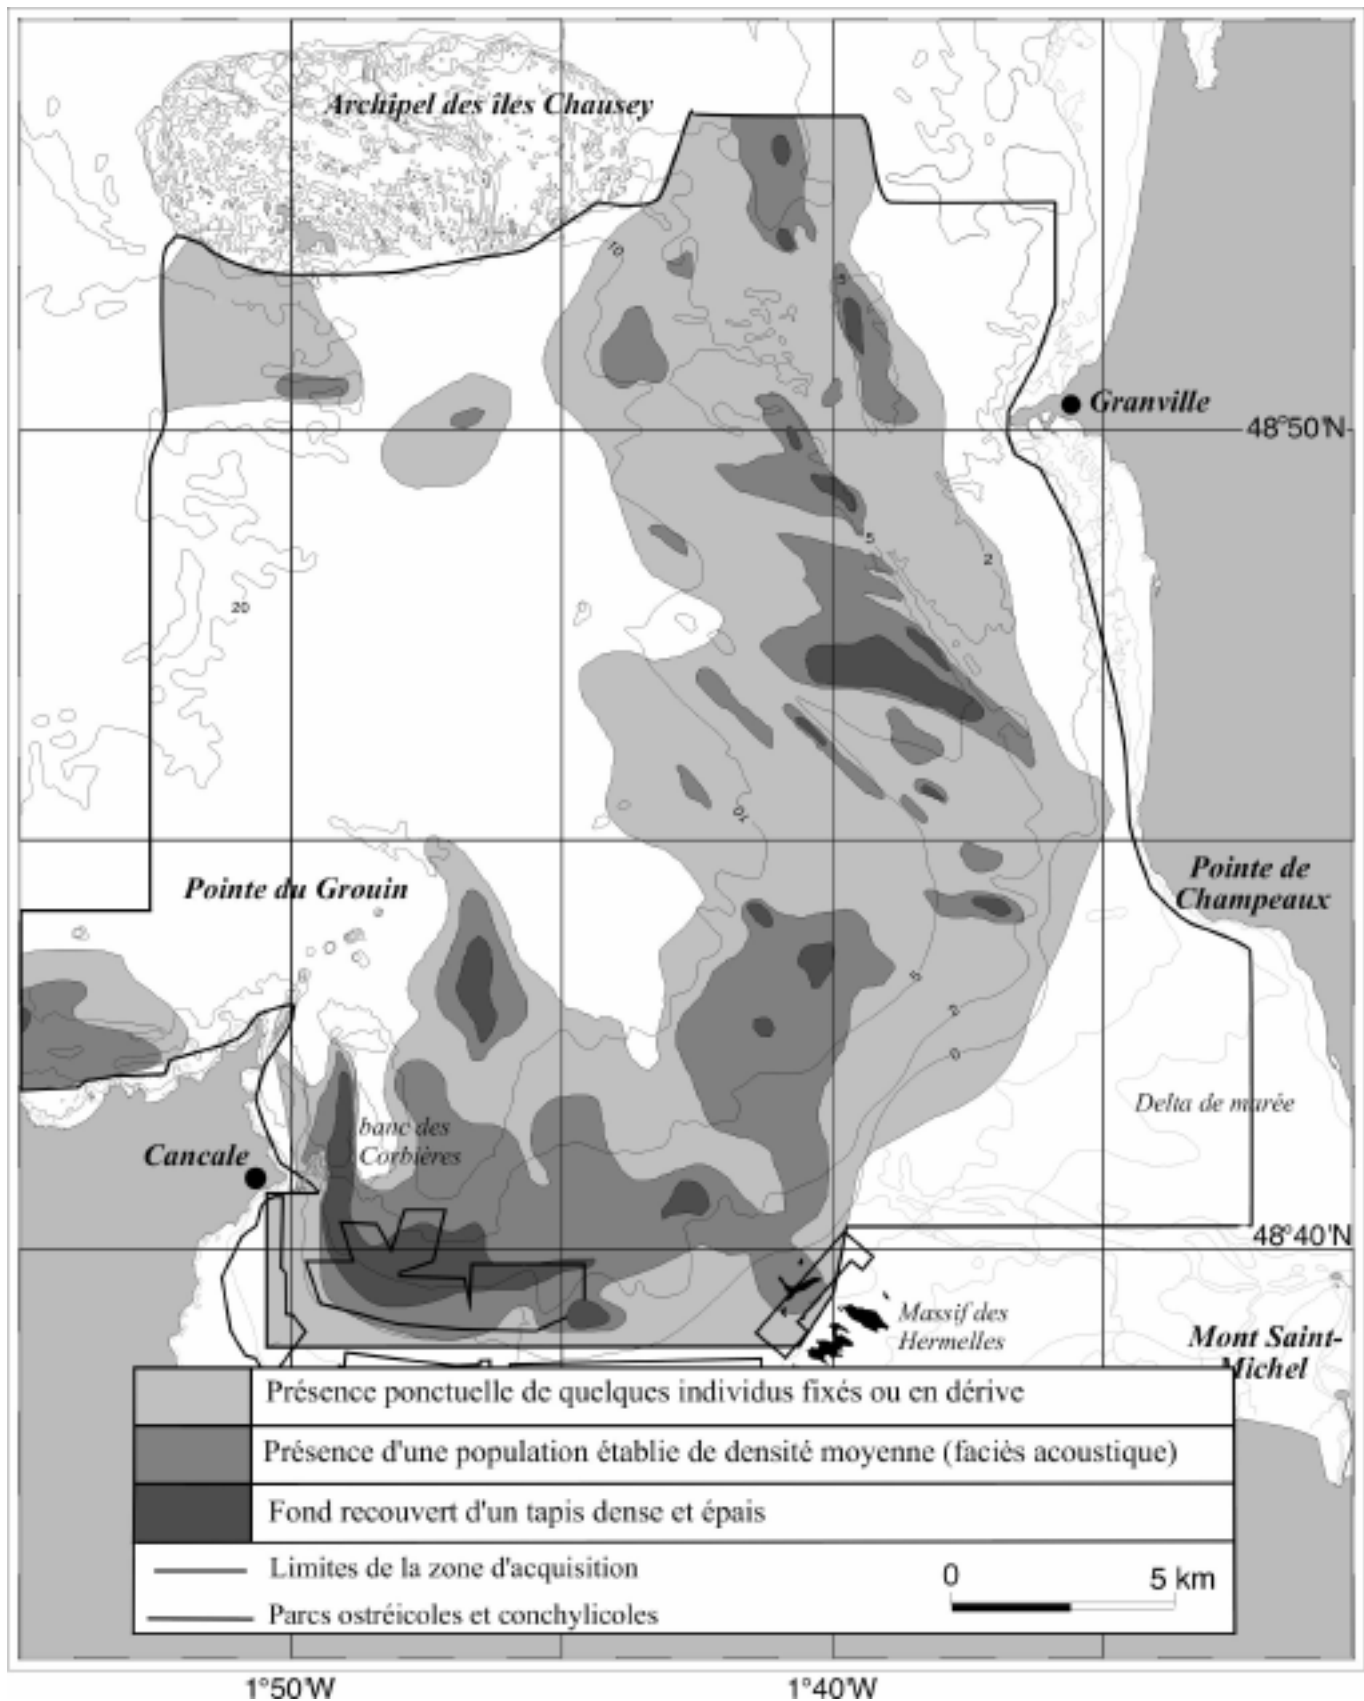 Archipel des îles Chausey
10
5
Granville
48°50'N
5
2
20
10
Pointe du Grouin
Pointe de
Champeaux
5
2
0
Delta de marée
banc des
Corbières
Cancale
48°40'N
Massif des
Hermelles
Mont Saint-
Michel
Présence ponctuelle de quelques individus fixés ou en dérive
Présence d'une population établie de densité moyenne (faciès acoustique)
Fond recouvert d'un tapis dense et épais
Limites de la zone d'acquisition
0 5 km
Parcs ostréicoles et conchylicoles
1°50'W 1°40'W